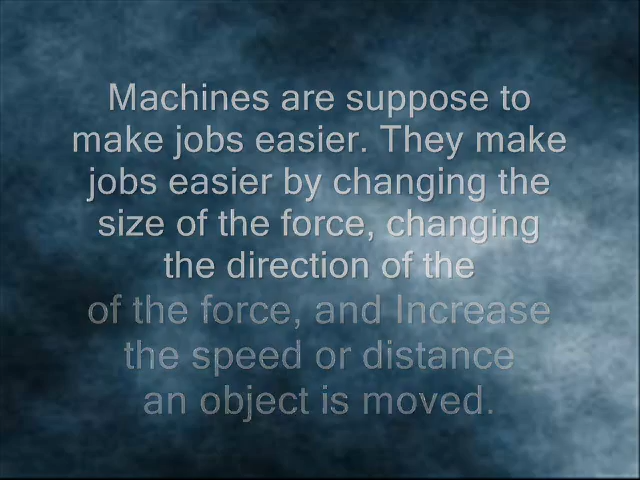 Machines are suppose to
make jobs easier. They make
jobs easier by changing the
size of the force, changing
the direction of the
of the force, and Increase
the speed or distance
an object is moved.